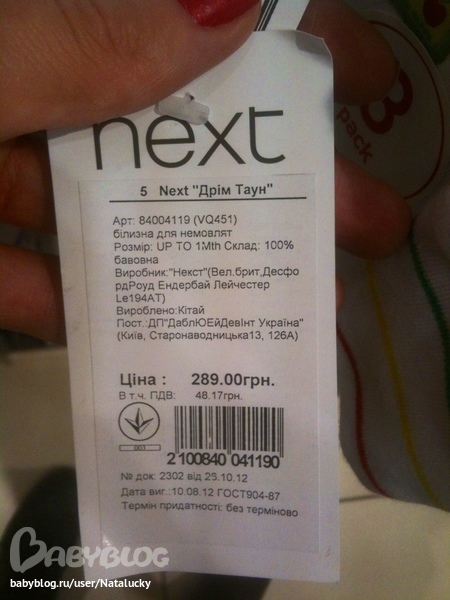 next
3
pack
5 Next "Дрім Таун"
Арт: 84004119 (VQ451)
білизна для немовлят
Розмір: UP TO 1Mth Склад: 100%
бавовна
Виробник:"Некст"(Вел.брит,Десфо
рдРоуд Ендербай Лейчестер
Le194AT)
Вироблено:Кітай
Пост.:ДП"ДаблЮЕйДевІнт Україна"
(Київ, Старонаводницька13, 126А)
Ціна : 289.00грн.
В т.ч. ПДВ: 48.17грн.
003
2 100840 041190
№ док: 2302 від 29.10.12
Дата виг.:10.08.12 ГОСТ904-87
Термін придатності: без терміново
BABYBLOG
babyblog.ru/user/Natalucky